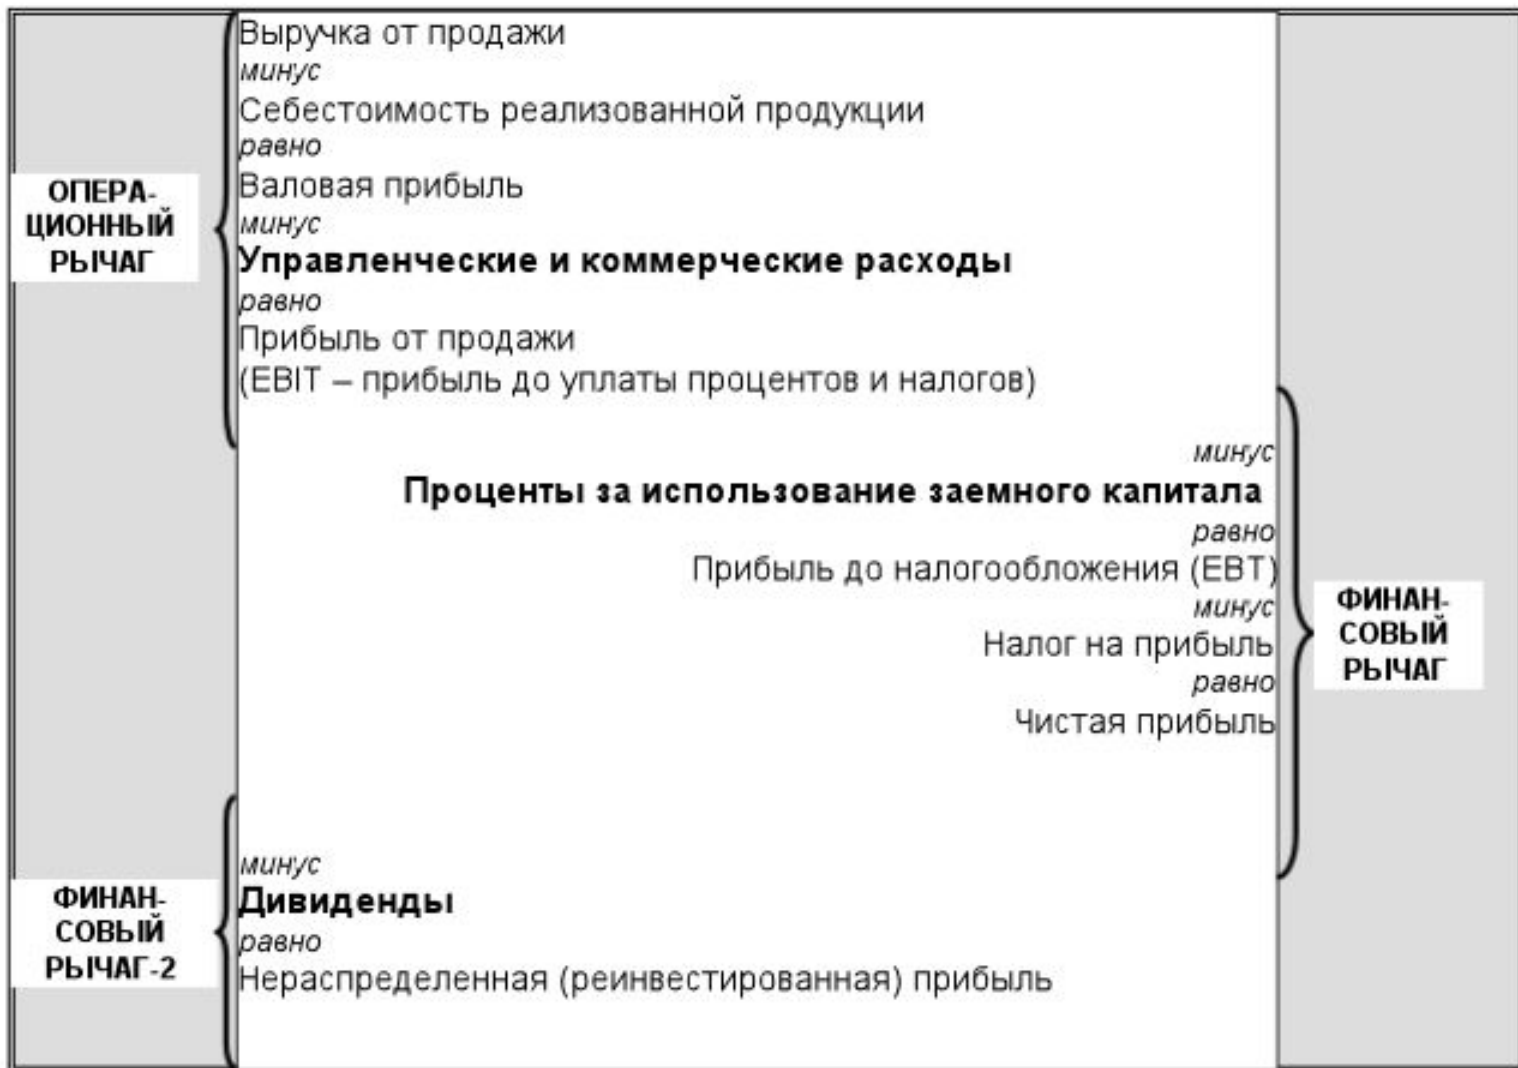 ОПЕРА-
ЦИОННЫЙ
РЫЧАГ
Выручка от продажи
минус
Себестоимость реализованной продукции
равно
Валовая прибыль
минус
Управленческие и коммерческие расходы
равно
Прибыль от продажи
(EBIT – прибыль до уплаты процентов и налогов)
минус
Проценты за использование заемного капитала
равно
Прибыль до налогообложения (EBT)
минус
Налог на прибыль
равно
Чистая прибыль
ФИНАН-
СОВЫЙ
РЫЧАГ
ФИНАН-
СОВЫЙ
РЫЧАГ-2
минус
Дивиденды
равно
Нераспределенная (реинвестированная) прибыль